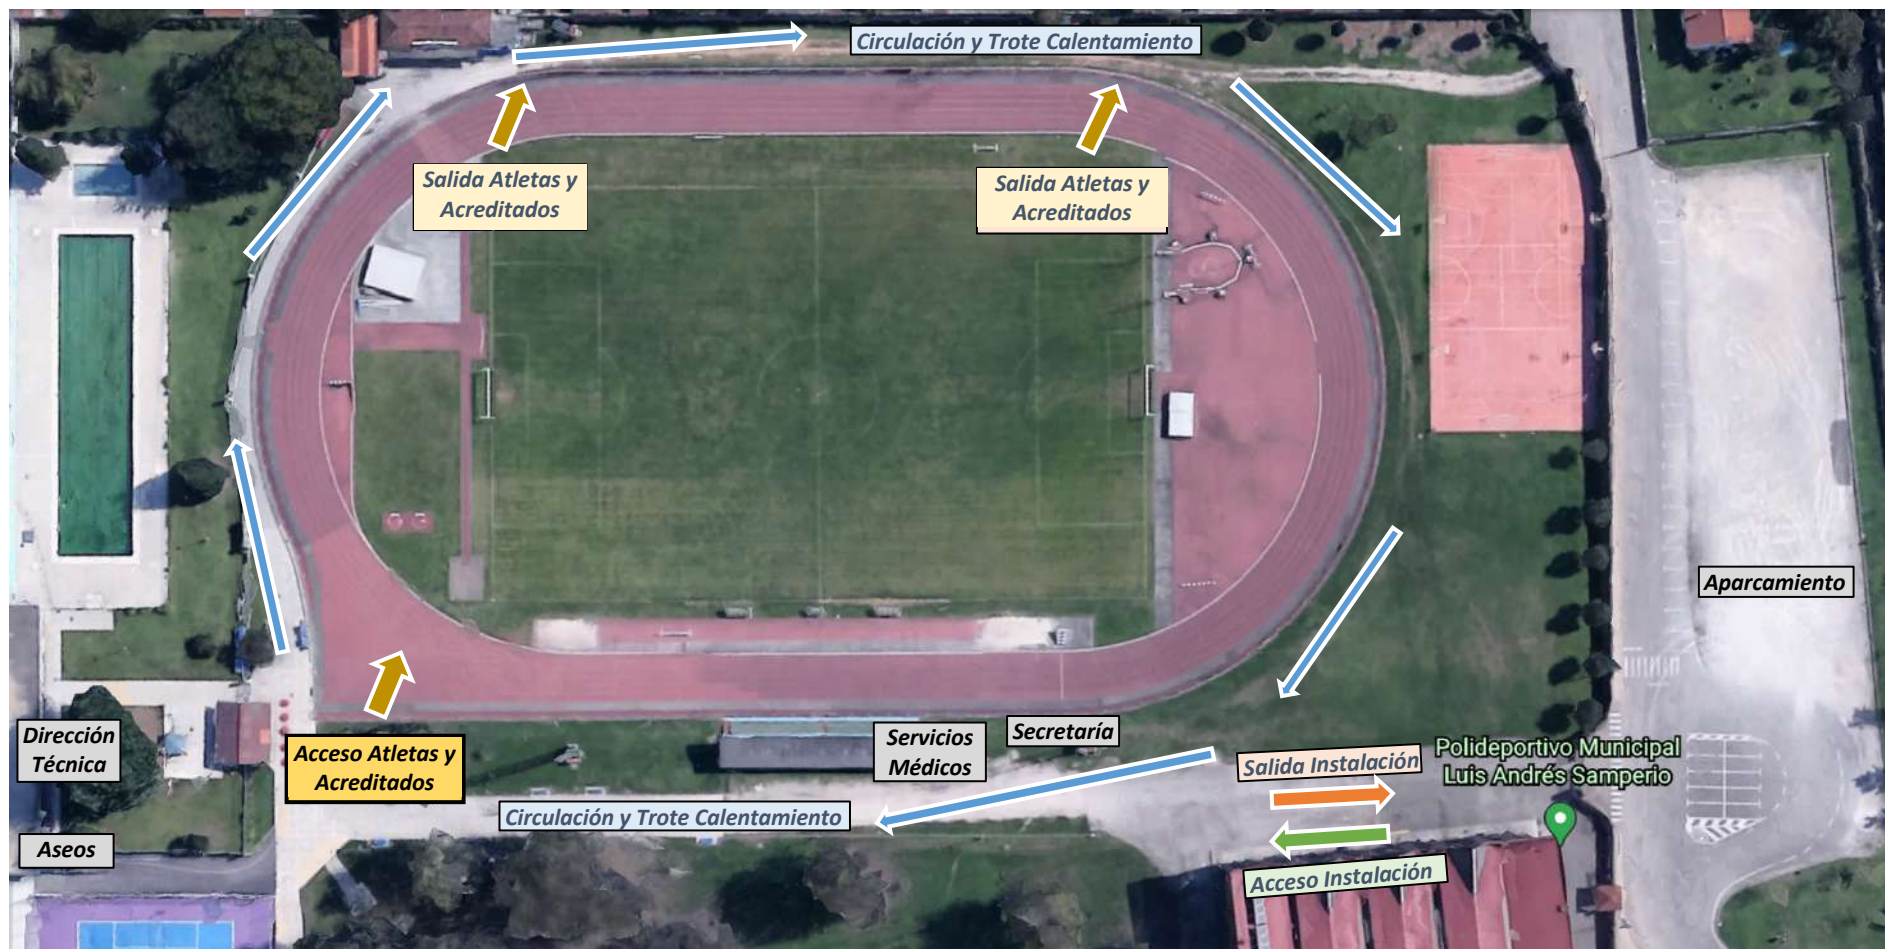 Circulación y Trote Calentamiento
Salida Atletas y
Acreditados
Salida Atletas y
Acreditados
Aparcamiento
Dirección
Técnica
Acceso Atletas y
Acreditados
Servicios
Médicos
Secretaría
Salida Instalación
Polideportivo Municipal
Luis Andrés Samperio
Circulación y Trote Calentamiento
Aseos
Acceso Instalación